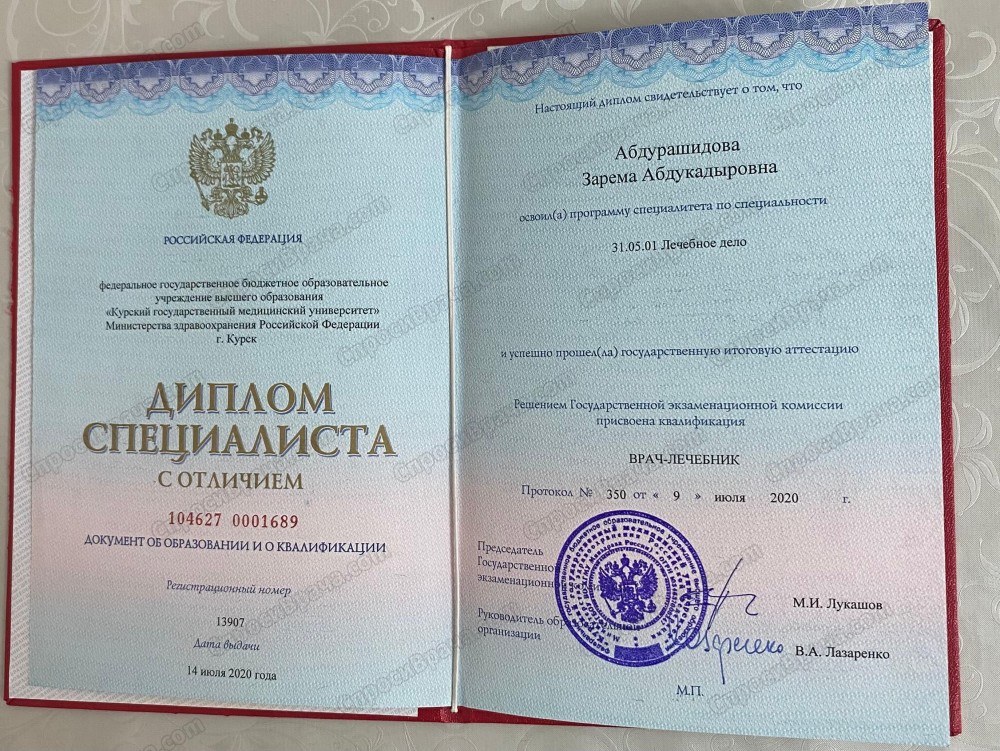 РОССИЙСКАЯ ФЕДЕРАЦИЯ
федеральное государственное бюджетное образовательное
учреждение высшего образования
«Курский государственный медицинский университет»
Министерства здравоохранения Российской Федерации
г. Курск
ДИПЛОМ
СПЕЦИАЛИСТА
С ОТЛИЧИЕМ
104627 0001689
ДОКУМЕНТ ОБ ОБРАЗОВАНИИ И О КВАЛИФИКАЦИИ
Регистрационный номер
13907
Дата выдачи
14 июля 2020 года
Настоящий диплом свидетельствует о том, что
Абдурашидова
Зарема Абдукадыровна
освоил(а) программу специалитета по специальности
31.05.01 Лечебное дело
и успешно прошел(ла) государственную итоговую аттестацию
Решением Государственной экзаменационной комиссии
присвоена квалификация
ВРАЧ-ЛЕЧЕБНИК
Протокол № 350 от « 9 » июля 2020 г.
Председатель
Государственной
экзаменационн
М.И. Лукашов
Руководитель
организации
В.А. Лазаренко
М.П.
СпросиВрача.com